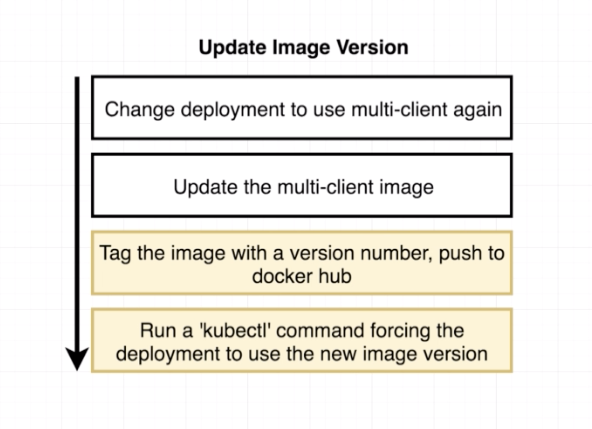 Update Image Version
Change deployment to use multi-client again
Update the multi-client image
Tag the image with a version number, push to
docker hub
Run a 'kubectl' command forcing the
deployment to use the new image version